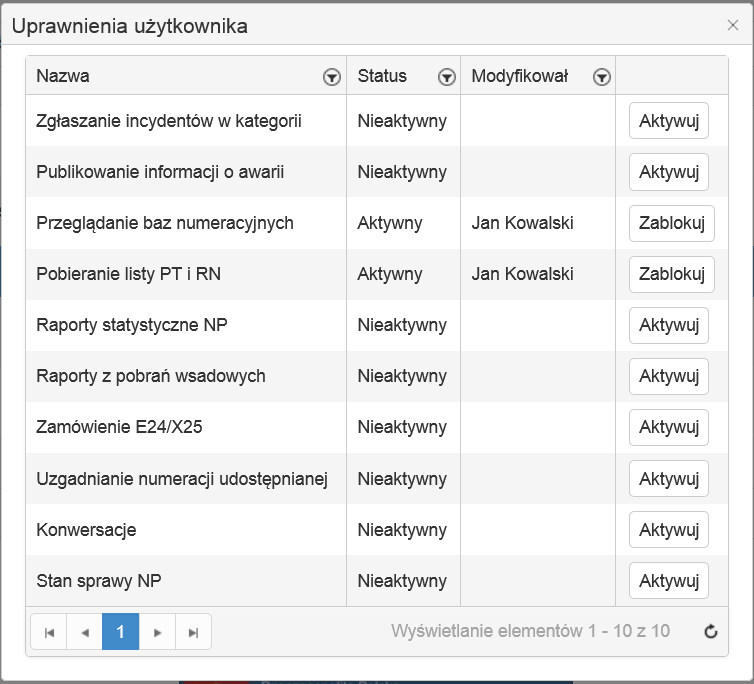 Uprawnienia użytkownika
Nazwa Status Modyfikował
Zgłaszanie incydentów w kategorii Nieaktywny Aktywuj
Publikowanie informacji o awarii Nieaktywny Aktywuj
Przeglądanie baz numeracyjnych Aktywny Jan Kowalski Zablokuj
Pobieranie listy PT i RN Aktywny Jan Kowalski Zablokuj
Raporty statystyczne NP Nieaktywny Aktywuj
Raporty z pobrań wsadowych Nieaktywny Aktywuj
Zamówienie E24/X25 Nieaktywny Aktywuj
Uzgadnianie numeracji udostępnianej Nieaktywny Aktywuj
Konwersacje Nieaktywny Aktywuj
Stan sprawy NP Nieaktywny Aktywuj
1 Wyświetlanie elementów 1 - 10 z 10